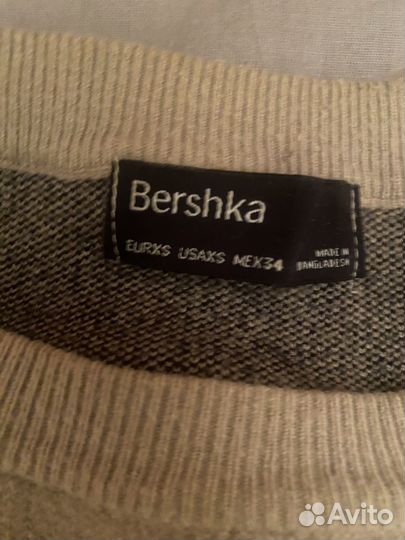 Bershka
EURXS USAXS MEX34
MADE IN
BANGLADESH
Avito